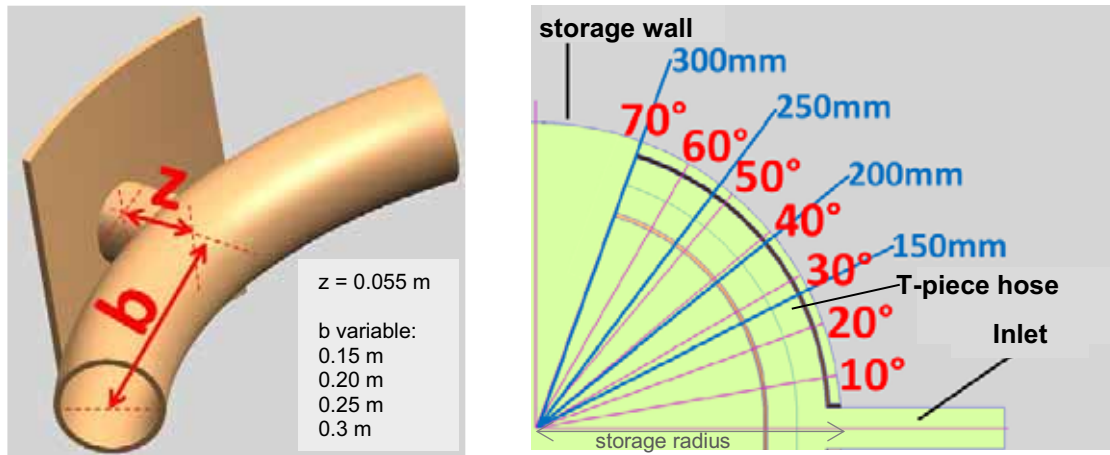 z
b
z = 0.055 m
b variable:
0.15 m
0.20 m
0.25 m
0.3 m
storage wall
300mm
70°
250mm
60°
50°
200mm
40°
150mm
30°
T-piece hose
20°
Inlet
10°
storage radius